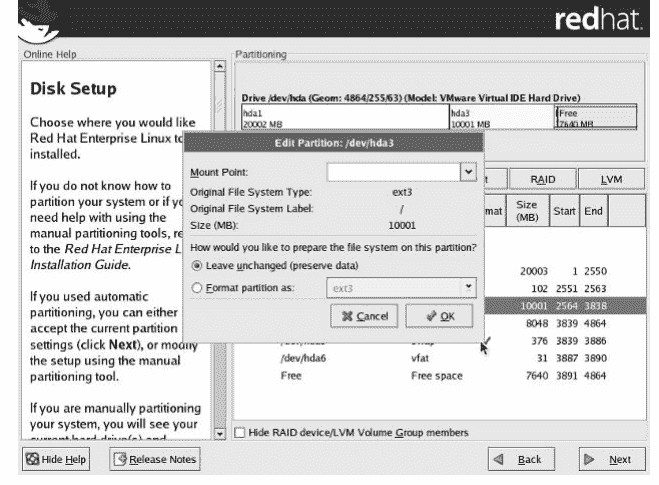 redhat.
Online Help
Disk Setup
Choose where you would like
Red Hat Enterprise Linux to
installed.
If you do not know how to
partition your system or if yo
need help with using the
manual partitioning tools, re
to the Red Hat Enterprise L
Installation Guide.
If you used automatic
partitioning, you can either
accept the current partition
settings (click Next), or modify
the setup using the manual
partitioning tool.
If you are manually partitioning
your system, you will see your
Partitioning
Drive /dev/hda (Geom: 4864/255/63) (Model: VMware Virtual IDE Hard Drive)
hda1 hda3 Free
20002 MB 10001 MB 7640 MB
Edit Partition: /dev/hda3
Mount Point:
Original File System Type: ext3
Original File System Label: /
Size (MB): 10001
How would you like to prepare the file system on this partition?
Leave unchanged (preserve data)
Format partition as: ext3
Cancel OK
t RAID LVM
mat Size (MB) Start End
20003 1 2550
102 2551 2563
10001 2564 3838
8048 3839 4864
376 3839 3886
/dev/hda6 vfat 31 3887 3890
Free Free space 7640 3891 4864
Hide RAID device/LVM Volume Group members
Hide Help Release Notes Back Next